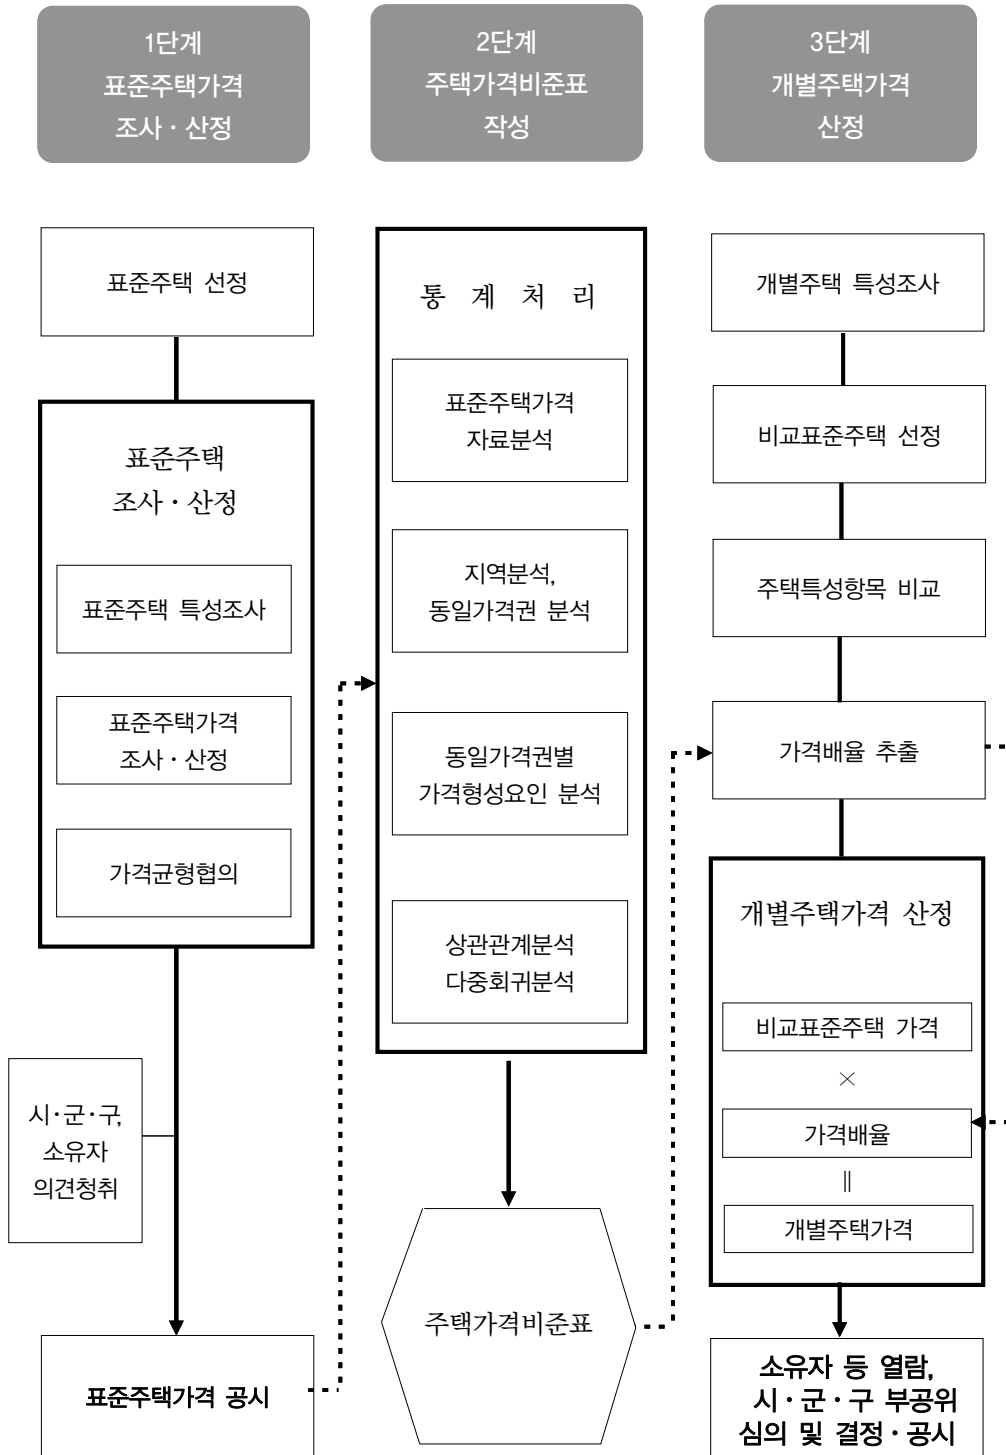 1단계
표준주택가격
조사 · 산정
2단계
주택가격비준표
작성
3단계
개별주택가격
산정
표준주택 선정
표준주택
조사 · 산정
표준주택 특성조사
표준주택가격
조사 · 산정
가격균형협의
시·군·구,
소유자
의견청취
표준주택가격 공시
통 계 처 리
표준주택가격
자료분석
지역분석,
동일가격권 분석
동일가격권별
가격형성요인 분석
상관관계분석
다중회귀분석
주택가격비준표
개별주택 특성조사
비교표준주택 선정
주택특성항목 비교
가격배율 추출
개별주택가격 산정
비교표준주택 가격
×
가격배율
∥
개별주택가격
소유자 등 열람,
시 · 군 · 구 부공위
심의 및 결정 · 공시